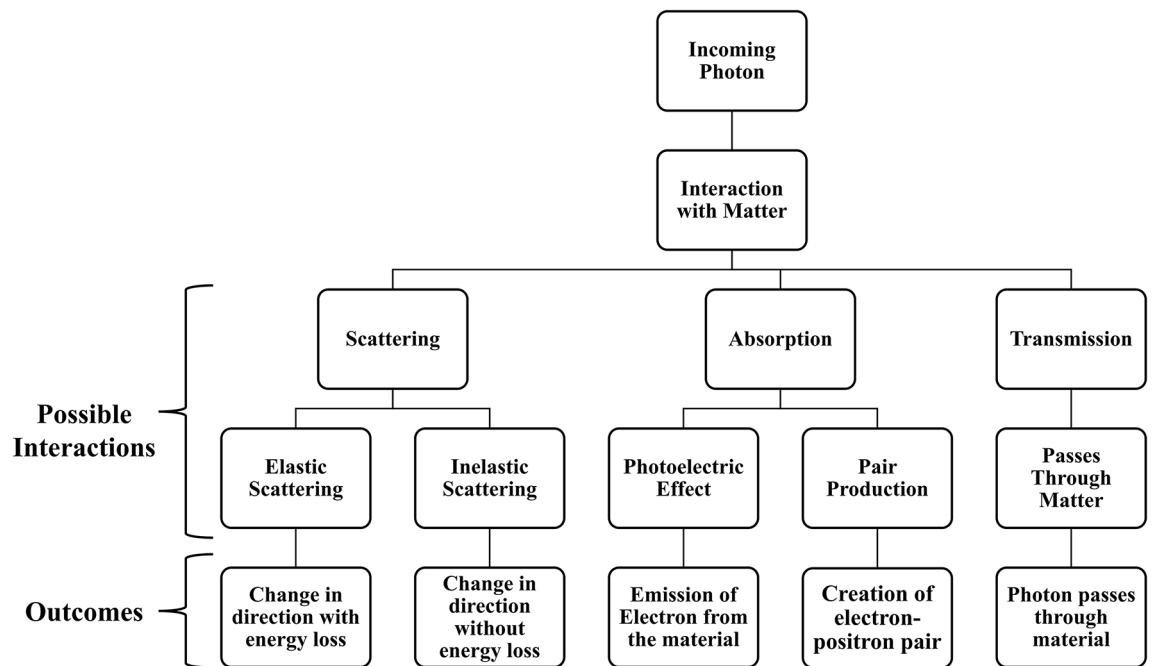 Incoming
Photon
Interaction
with Matter
Scattering
Absorption
Transmission
Possible
Interactions
Elastic
Scattering
Inelastic
Scattering
Photoelectric
Effect
Pair
Production
Passes
Through
Matter
Outcomes
Change in
direction with
energy loss
Change in
direction
without
energy loss
Emission of
Electron from
the material
Creation of
electron-
positron pair
Photon passes
through
material